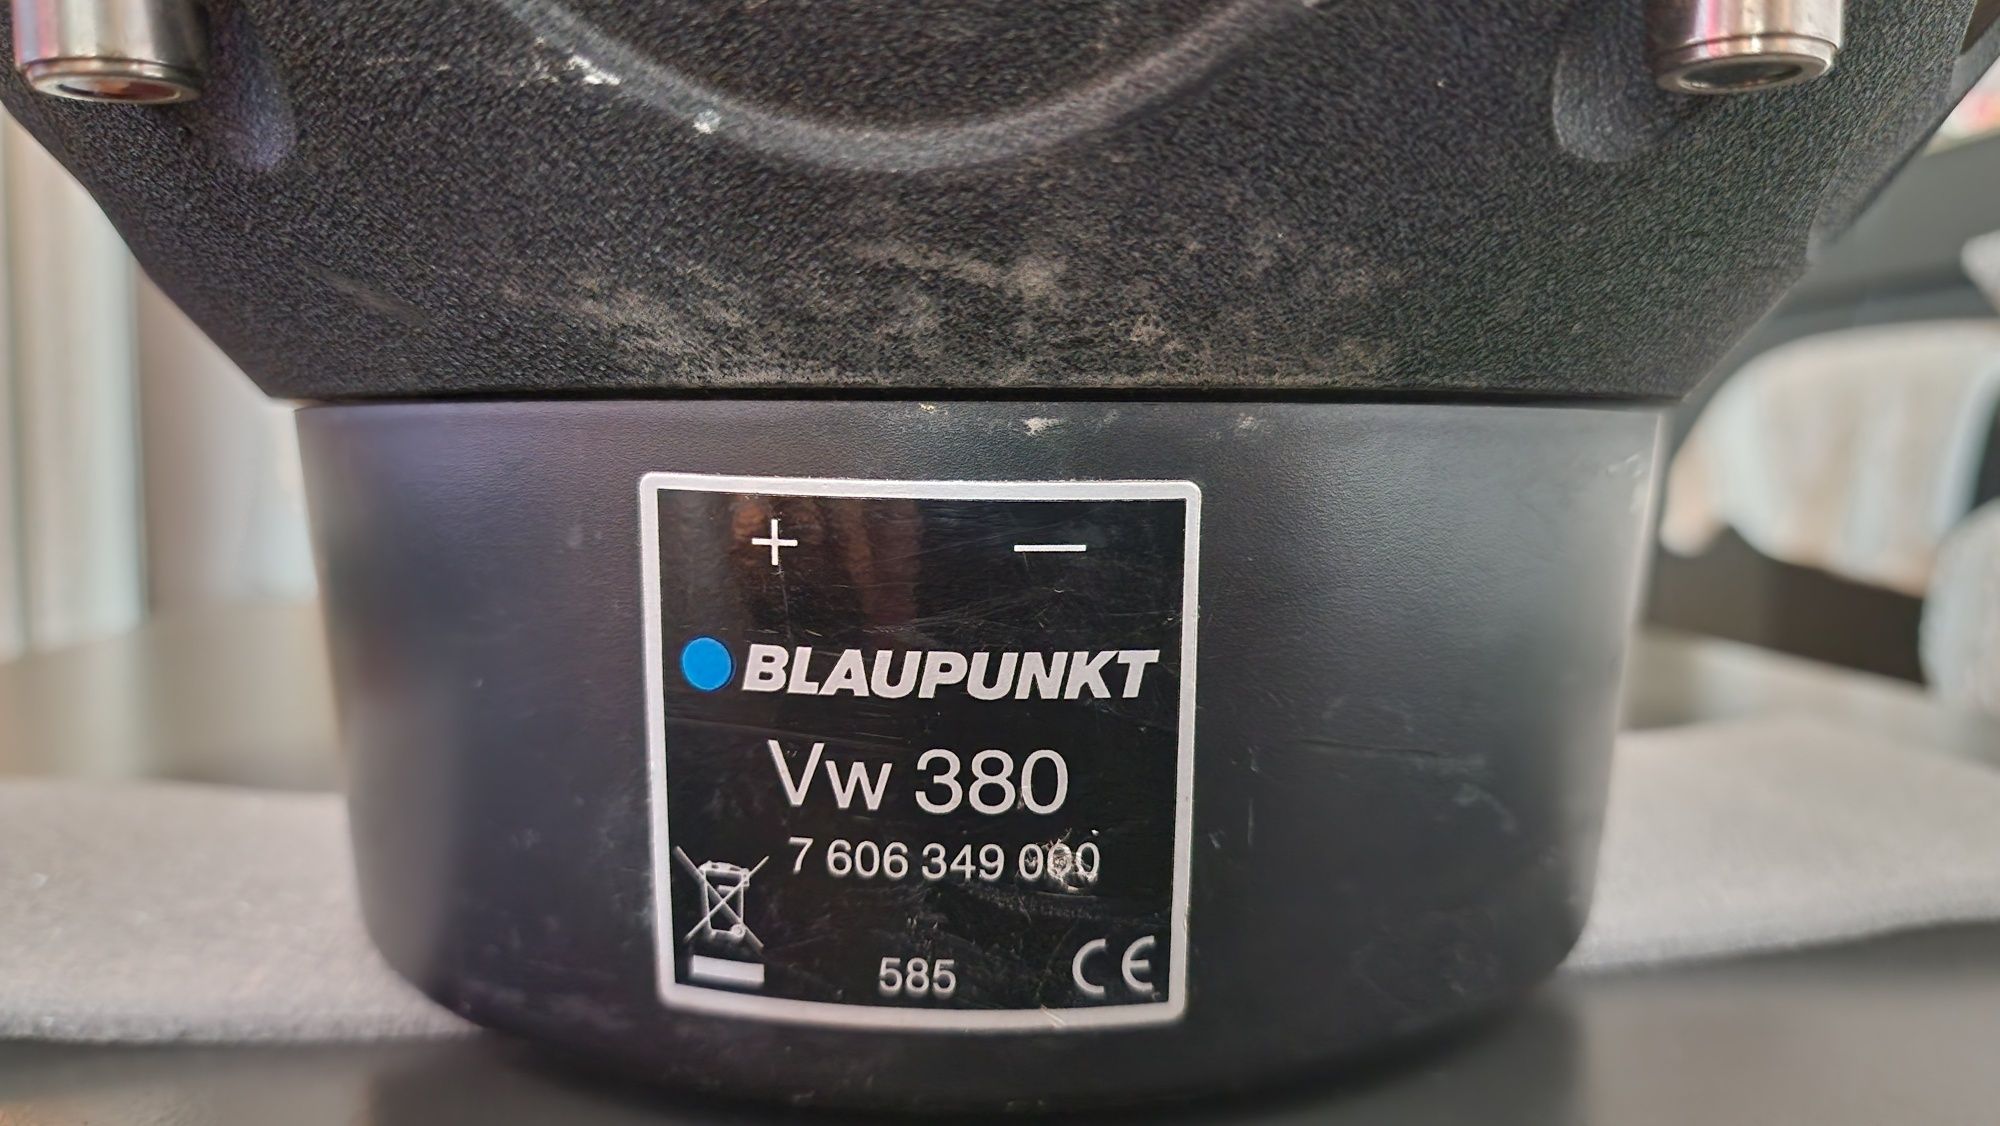 + −
BLAUPUNKT
Vw 380
7 606 349 000
585 CE